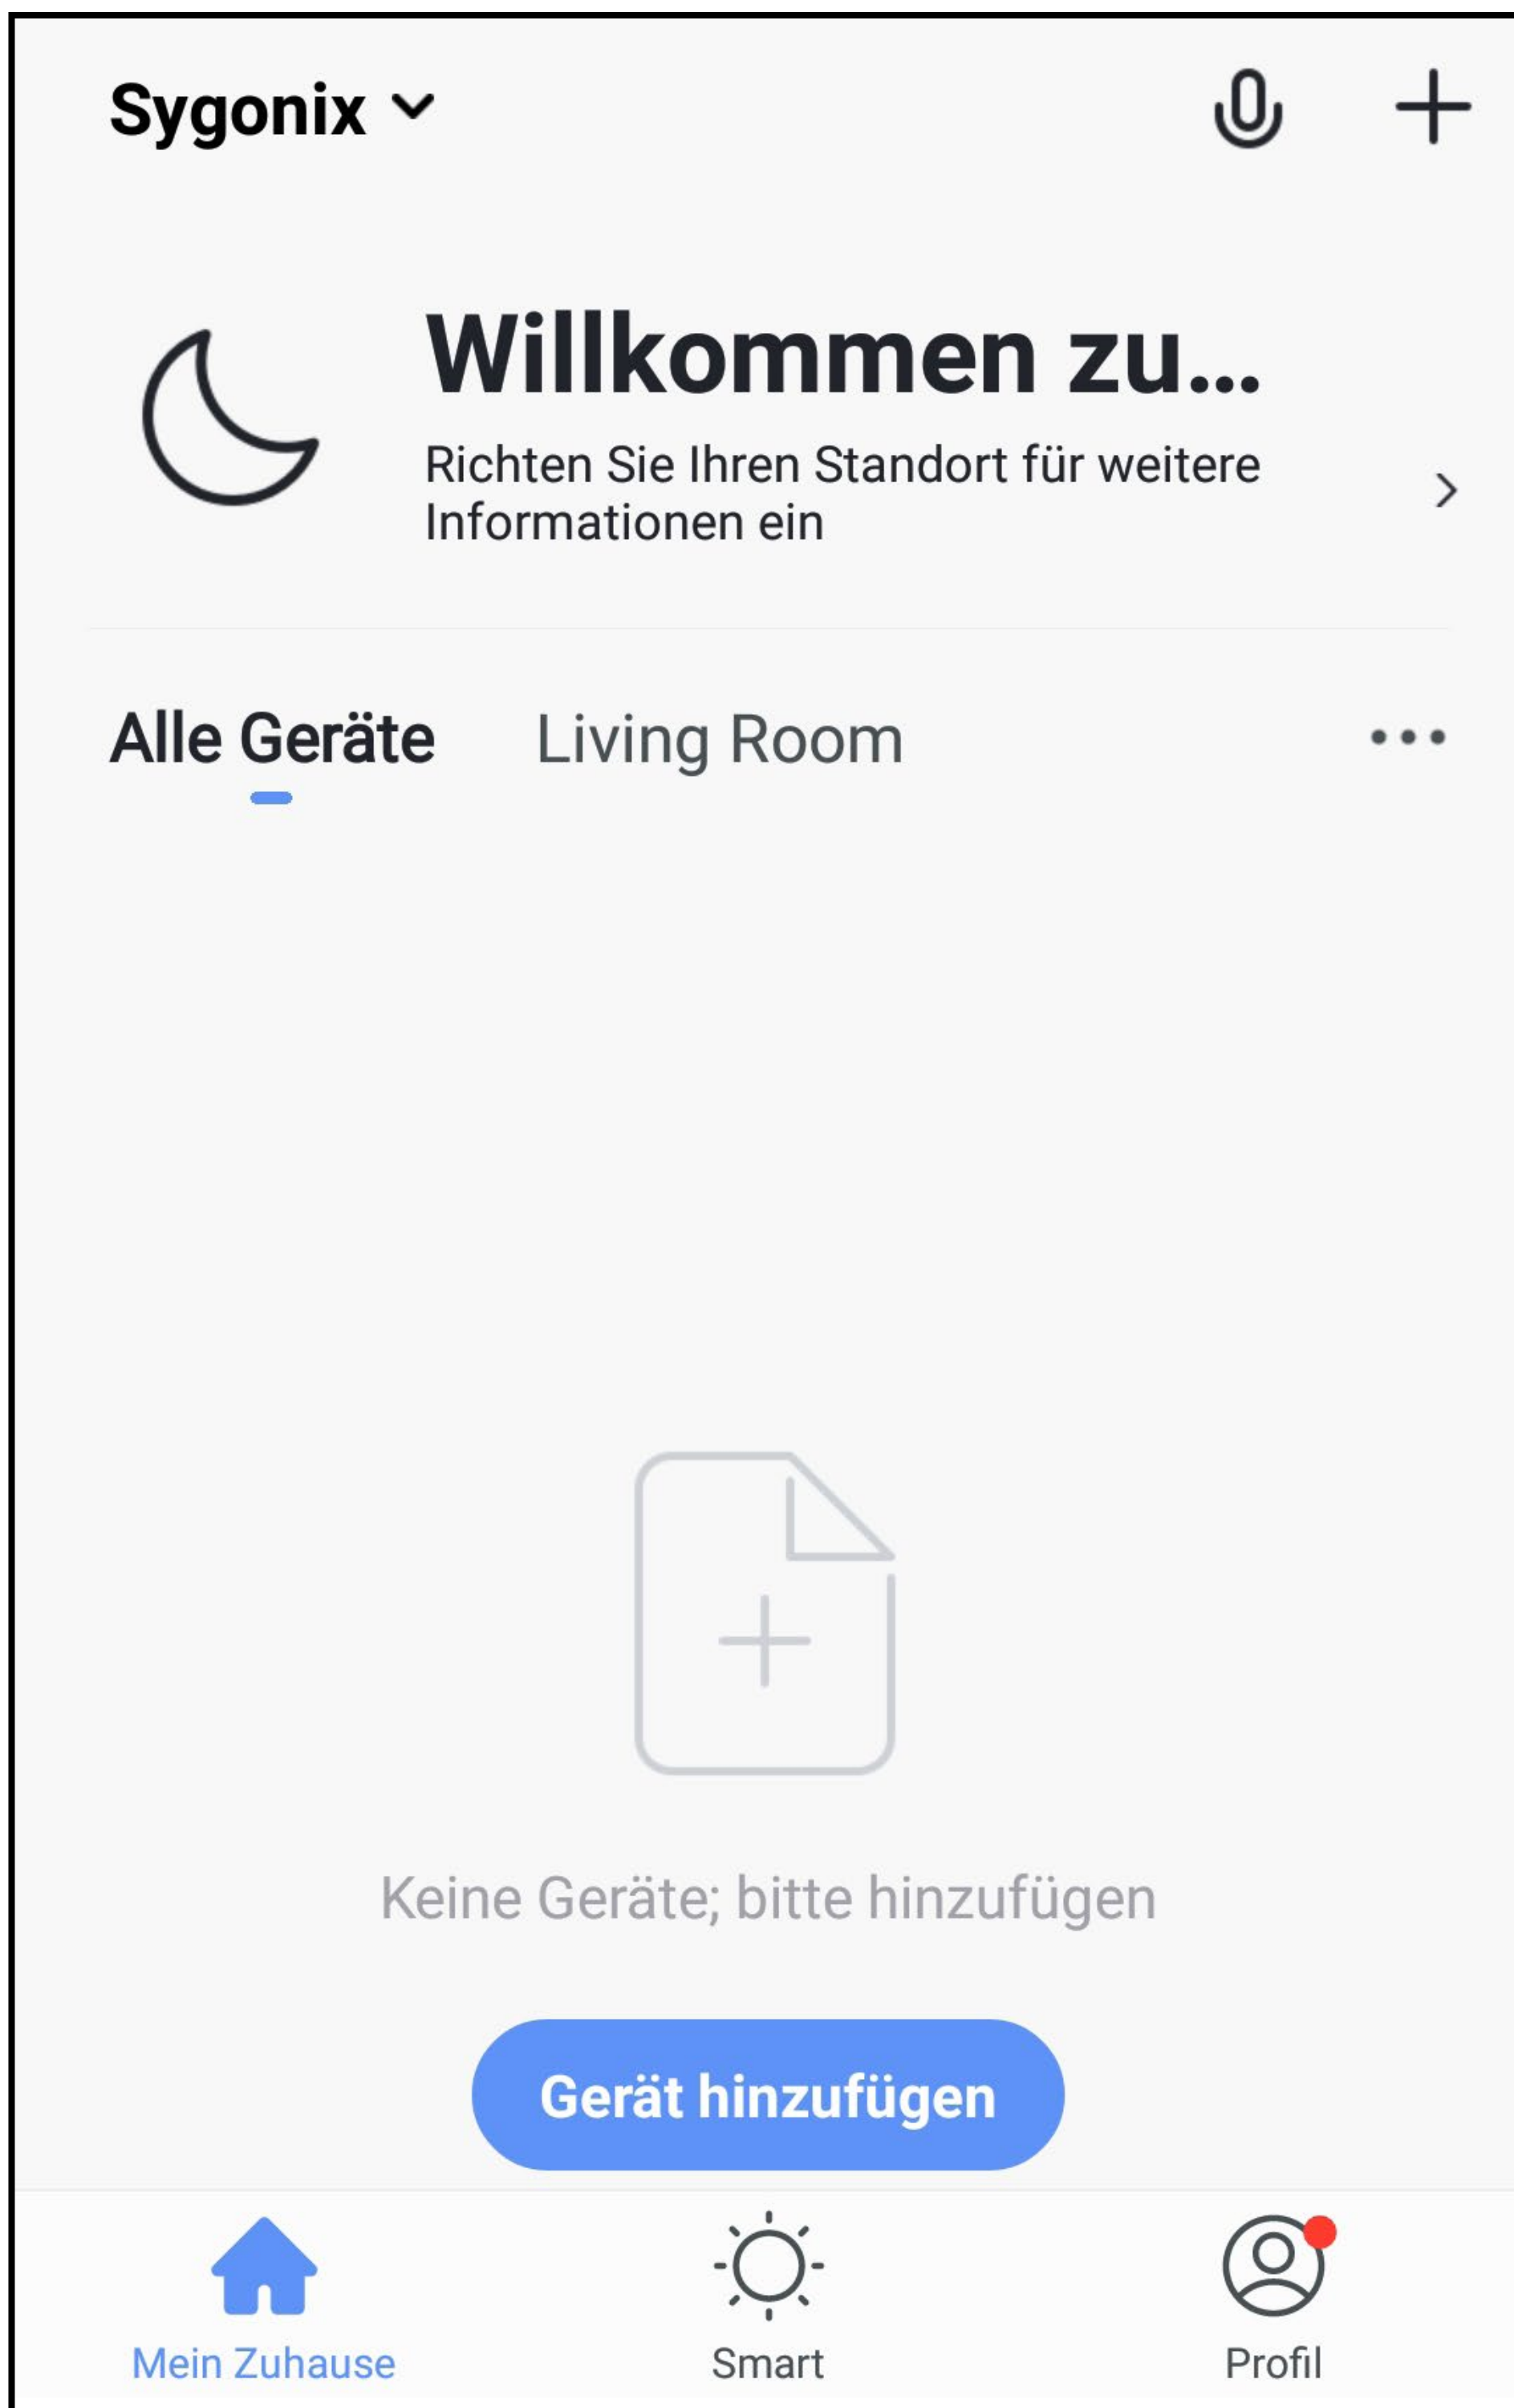 Sygonix
Willkommen zu...
Richten Sie Ihren Standort für weitere
Informationen ein
Alle Geräte Living Room
Keine Geräte; bitte hinzufügen
Gerät hinzufügen
Mein Zuhause Smart Profil